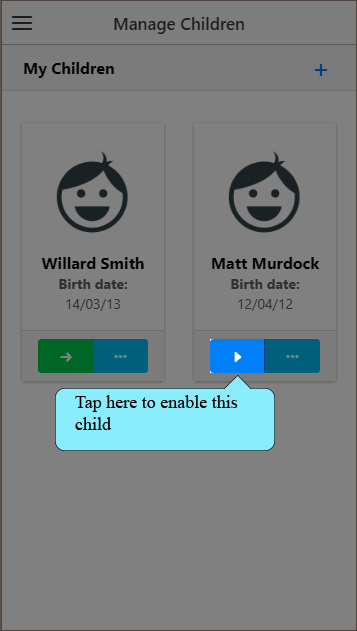 Manage Children
My Children
Willard Smith
Birth date:
14/03/13
Matt Murdock
Birth date:
12/04/12
Tap here to enable this
child